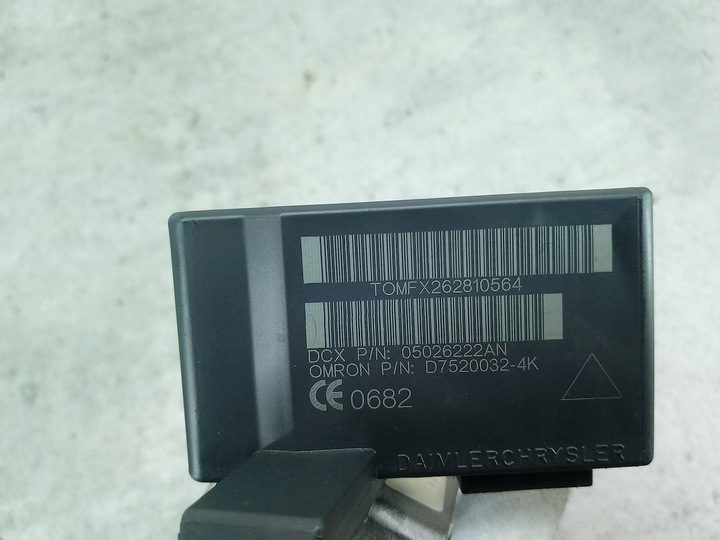 TOMFX262810564
DCX P/N: 05026222AN
OMRON P/N: D7520032-4K
CE 0682
DAIMLERCHRYSLER